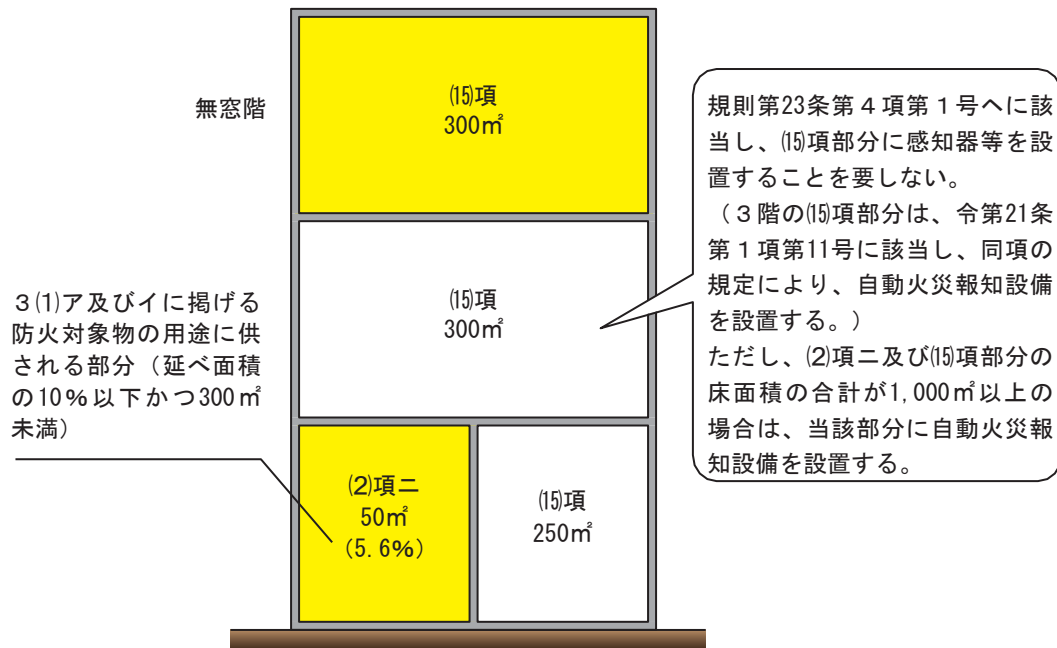 無窓階
⒂項
300㎡
⒂項
300㎡
⑵項ニ
50㎡
(5.6%)
⒂項
250㎡
3⑴ア及びイに掲げる
防火対象物の用途に供
される部分（延べ面積
の10%以下かつ300㎡
未満）
規則第23条第4項第1号ヘに該
当し、⒂項部分に感知器等を設
置することを要しない。
（3階の⒂項部分は、令第21条
第1項第11号に該当し、同項の
規定により、自動火災報知設備
を設置する。）
ただし、⑵項ニ及び⒂項部分の
床面積の合計が1,000㎡以上の
場合は、当該部分に自動火災報
知設備を設置する。